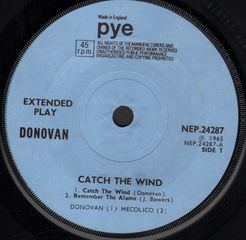 Made in England
pye
45 r.p.m.
ALL RIGHTS OF THE MANUFACTURERS AND
OWNER OF THE RECORDED WORK RESERVED
UNAUTHORISED PUBLIC PERFORMANCE
BROADCASTING AND COPYING PROHIBITED
EXTENDED
PLAY
DONOVAN
NEP.24287
℗ 1965
NEP.24287-A
SIDE 1
CATCH THE WIND
1. Catch The Wind (Donovan)
2. Remember The Alamo (J. Bowers)
DONOVAN (1) MECOLICO (2)